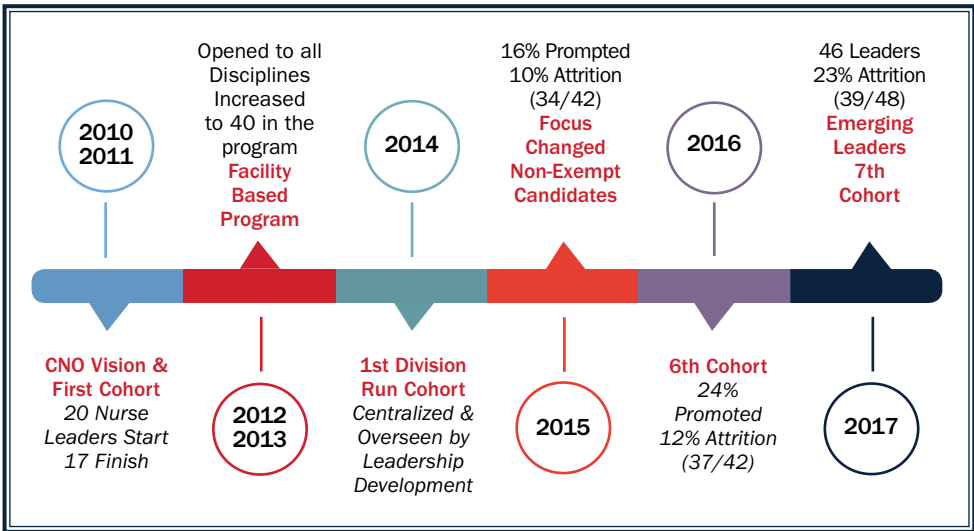 2010
2011
CNO Vision &
First Cohort
20 Nurse
Leaders Start
17 Finish
Opened to all
Disciplines
Increased
to 40 in the
program
Facility
Based
Program
2012
2013
2014
1st Division
Run Cohort
Centralized &
Overseen by
Leadership
Development
16% Prompted
10% Attrition
(34/42)
Focus
Changed
Non-Exempt
Candidates
2015
2016
6th Cohort
24%
Promoted
12% Attrition
(37/42)
46 Leaders
23% Attrition
(39/48)
Emerging
Leaders
7th
Cohort
2017